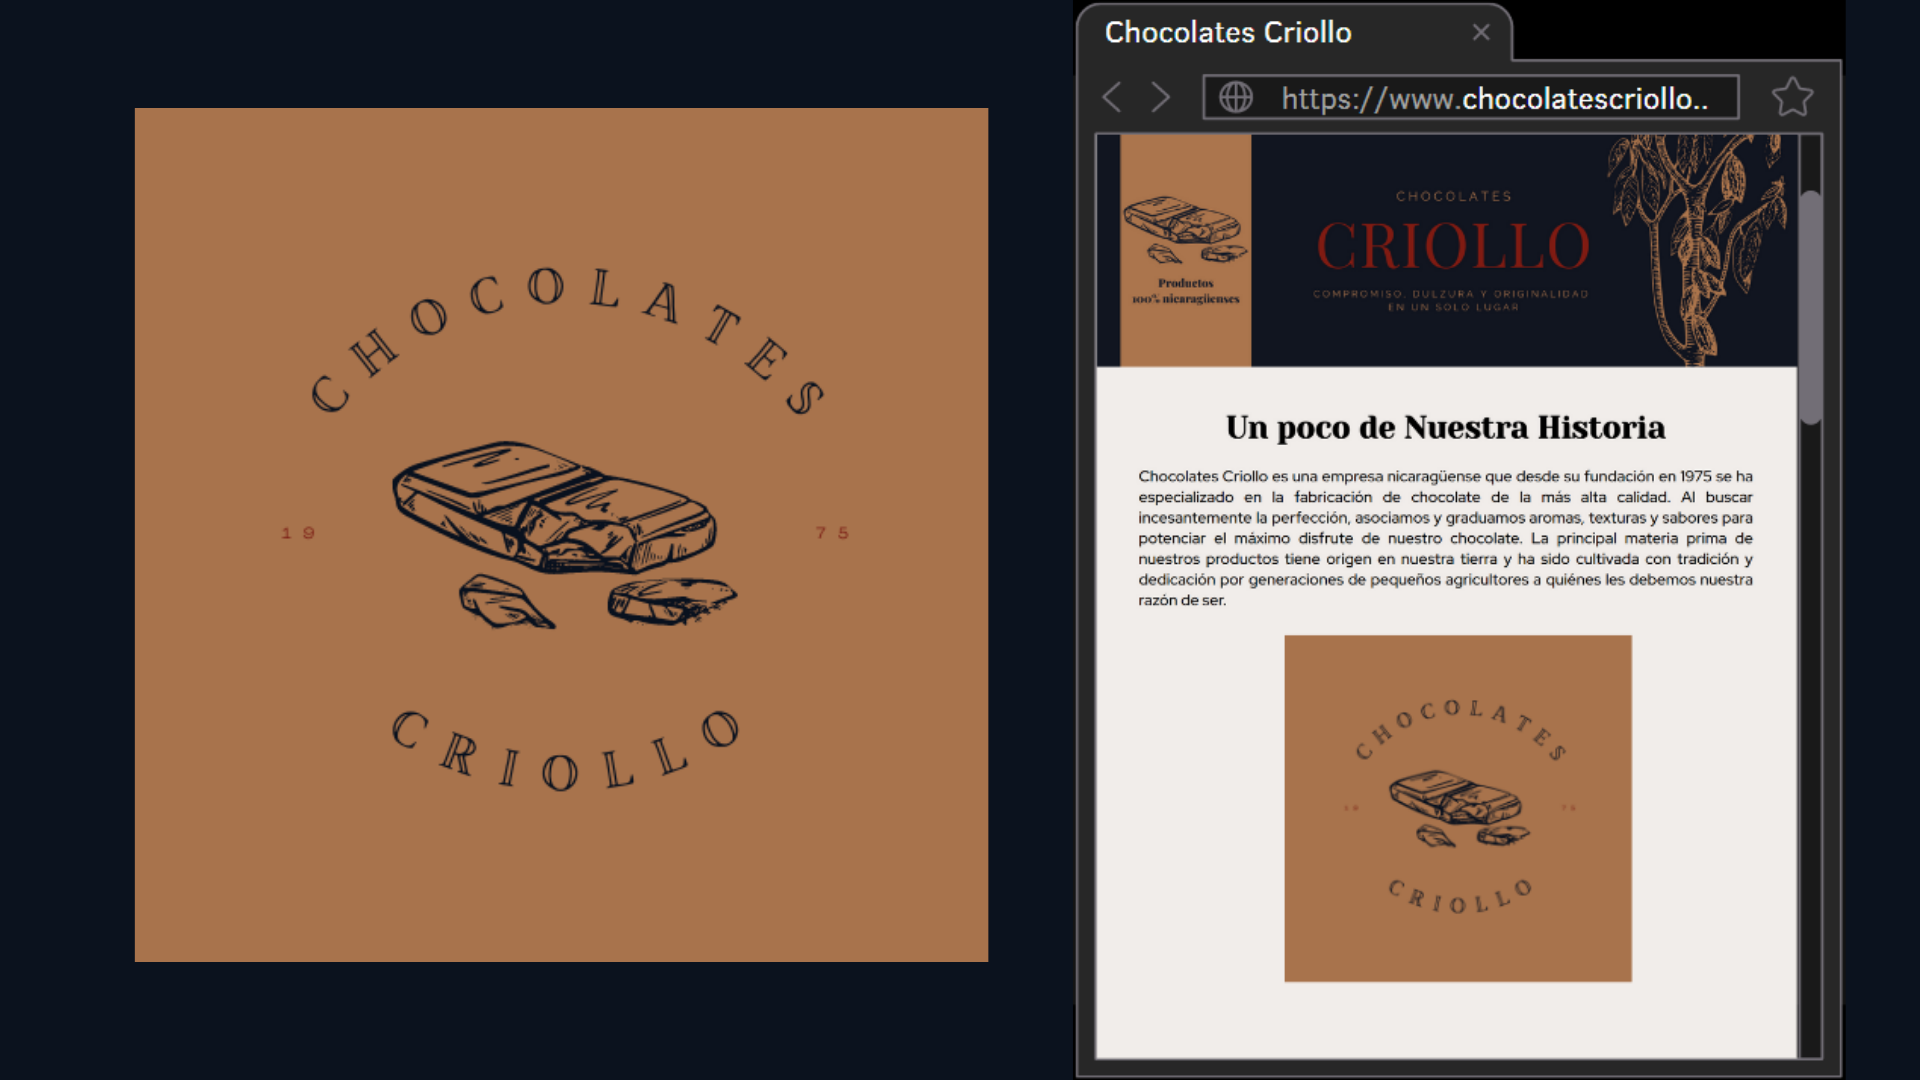 CHOCOLATES
19 75
CRIOLLO
Chocolates Criollo
https://www.chocolatescriollo..
Productos
100% nicaragüenses
CHOCOLATES
CRIOLLO
COMPROMISO, DULZURA Y ORIGINALIDAD
EN UN SOLO LUGAR
Un poco de Nuestra Historia
Chocolates Criollo es una empresa nicaragüense que desde su fundación en 1975 se ha
especializado en la fabricación de chocolate de la más alta calidad. Al buscar
incesantemente la perfección, asociamos y graduamos aromas, texturas y sabores para
potenciar el máximo disfrute de nuestro chocolate. La principal materia prima de
nuestros productos tiene origen en nuestra tierra y ha sido cultivada con tradición y
dedicación por generaciones de pequeños agricultores a quiénes les debemos nuestra
razón de ser.
CHOCOLATES
19 75
CRIOLLO